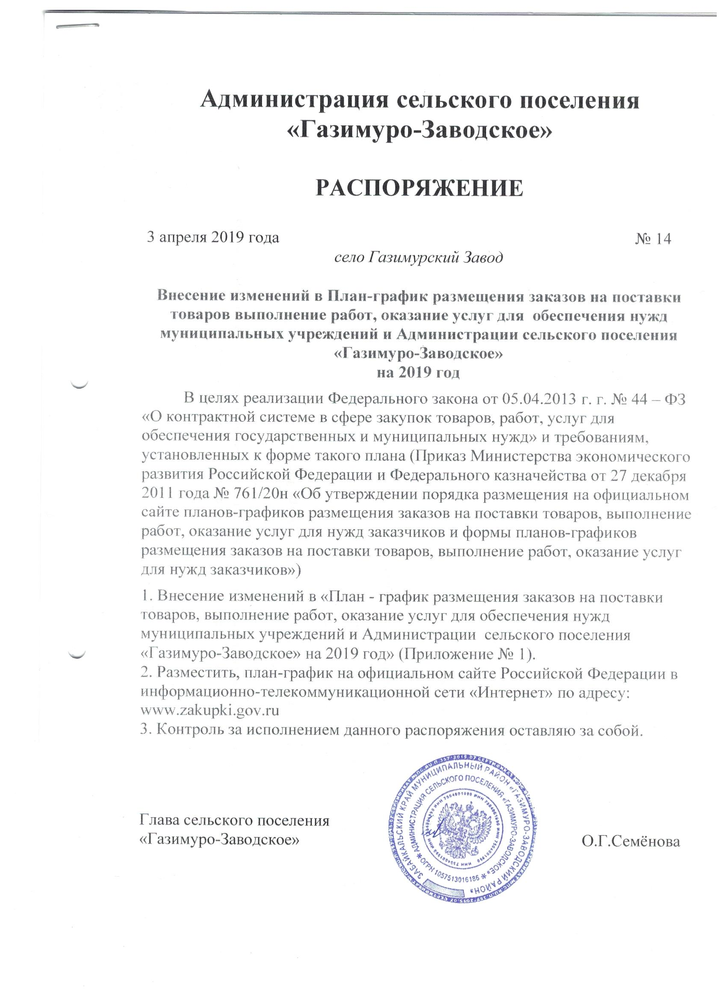 Администрация сельского поселения
«Газимуро-Заводское»
РАСПОРЯЖЕНИЕ
3 апреля 2019 года № 14
село Газимурский Завод
Внесение изменений в План-график размещения заказов на поставки
товаров выполнение работ, оказание услуг для обеспечения нужд
муниципальных учреждений и Администрации сельского поселения
«Газимуро-Заводское»
на 2019 год
В целях реализации Федерального закона от 05.04.2013 г. г. № 44 – ФЗ
«О контрактной системе в сфере закупок товаров, работ, услуг для
обеспечения государственных и муниципальных нужд» и требованиям,
установленных к форме такого плана (Приказ Министерства экономического
развития Российской Федерации и Федерального казначейства от 27 декабря
2011 года № 761/20н «Об утверждении порядка размещения на официальном
сайте планов-графиков размещения заказов на поставки товаров, выполнение
работ, оказание услуг для нужд заказчиков и формы планов-графиков
размещения заказов на поставки товаров, выполнение работ, оказание услуг
для нужд заказчиков»)
1. Внесение изменений в «План - график размещения заказов на поставки
товаров, выполнение работ, оказание услуг для обеспечения нужд
муниципальных учреждений и Администрации сельского поселения
«Газимуро-Заводское» на 2019 год» (Приложение № 1).
2. Разместить, план-график на официальном сайте Российской Федерации в
информационно-телекоммуникационной сети «Интернет» по адресу:
www.zakupki.gov.ru
3. Контроль за исполнением данного распоряжения оставляю за собой.
Глава сельского поселения
«Газимуро-Заводское» О.Г.Семёнова
ЗАБАЙКАЛЬСКИЙ КРАЙ МУНИЦИПАЛЬНЫЙ РАЙОН «ГАЗИМУРО-ЗАВОДСКИЙ РАЙОН»
* АДМИНИСТРАЦИЯ СЕЛЬСКОГО ПОСЕЛЕНИЯ «ГАЗИМУРО-ЗАВОДСКОЕ» *
ОГРН 1057513016186